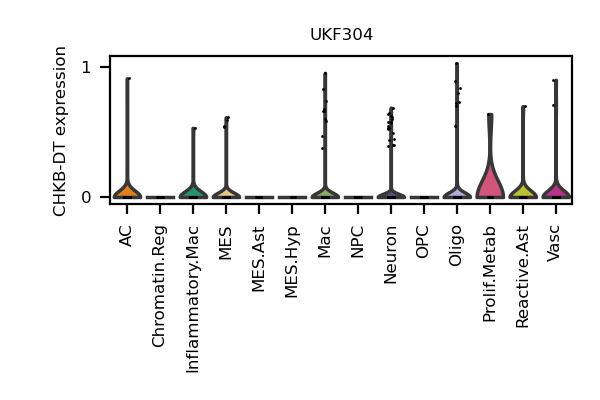 UKF304
CHKB-DT expression
1
0
AC
Chromatin.Reg
Inflammatory.Mac
MES
MES.Ast
MES.Hyp
Mac
NPC
Neuron
OPC
Oligo
Prolif.Metab
Reactive.Ast
Vasc